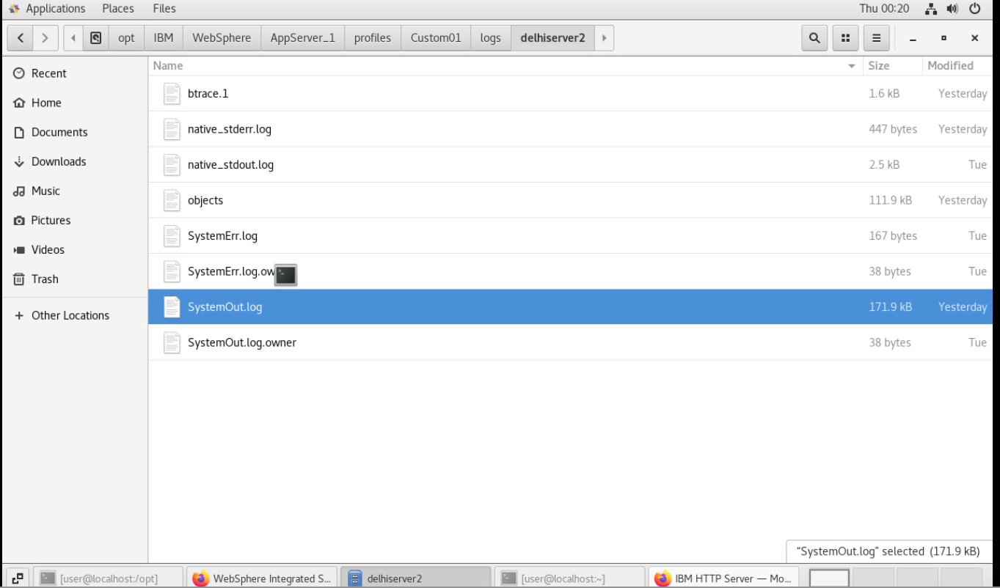 Applications Places Files Thu 00:20
opt IBM WebSphere AppServer_1 profiles Custom01 logs delhiserver2
Name Size Modified
Recent
Home
Documents
Downloads
Music
Pictures
Videos
Trash
+ Other Locations
btrace.1 1.6 kB Yesterday
native_stderr.log 447 bytes Yesterday
native_stdout.log 2.5 kB Tue
objects 111.9 kB Yesterday
SystemErr.log 167 bytes Tue
SystemErr.log.ow 38 bytes Tue
SystemOut.log 171.9 kB Yesterday
SystemOut.log.owner 38 bytes Tue
“SystemOut.log” selected (171.9 kB)
[user@localhost:/opt] WebSphere Integrated S... delhiserver2 [user@localhost:~] IBM HTTP Server — Mo...